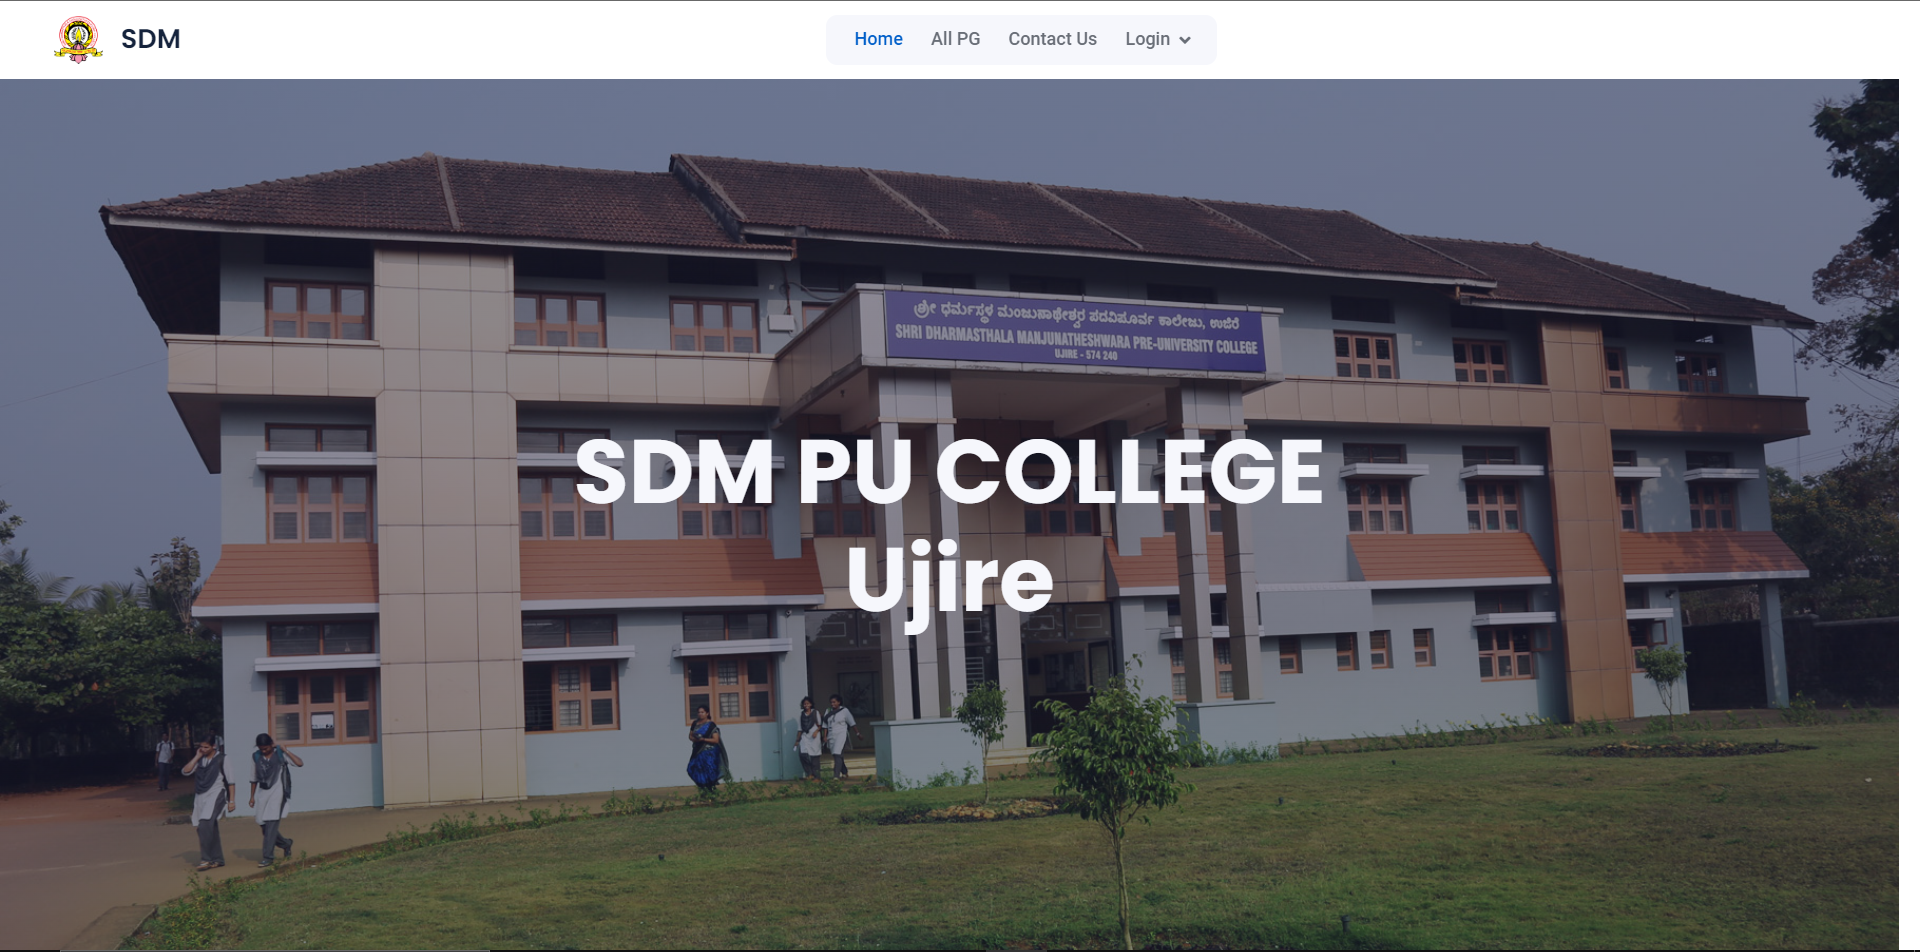 SDM
Home
All PG
Contact Us
Login
ಶ್ರೀ ಧರ್ಮಸ್ಥಳ ಮಂಜುನಾಥೇಶ್ವರ ಪದವಿಪೂರ್ವ ಕಾಲೇಜು, ಉಜಿರೆ
SHRI DHARMASTHALA MANJUNATHESHWARA PRE-UNIVERSITY COLLEGE
UJIRE - 574 240
SDM PU COLLEGE
Ujire